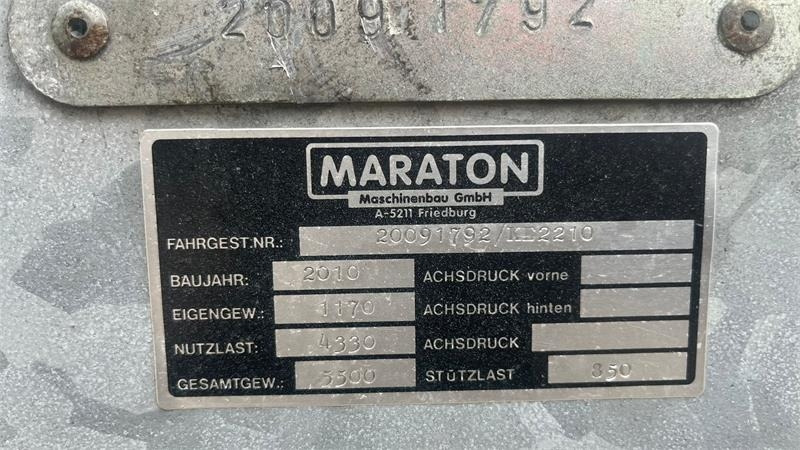 20091792
MARATON
Maschinenbau GmbH
A-5211 Friedburg
FAHRGEST.NR.: 20091792/KE2210
BAUJAHR: 2010 ACHSDRUCK vorne
EIGENGEW.: 1170 ACHSDRUCK hinten
NUTZLAST: 4330 ACHSDRUCK
GESAMTGEW.: 5500 STÜTZLAST 850